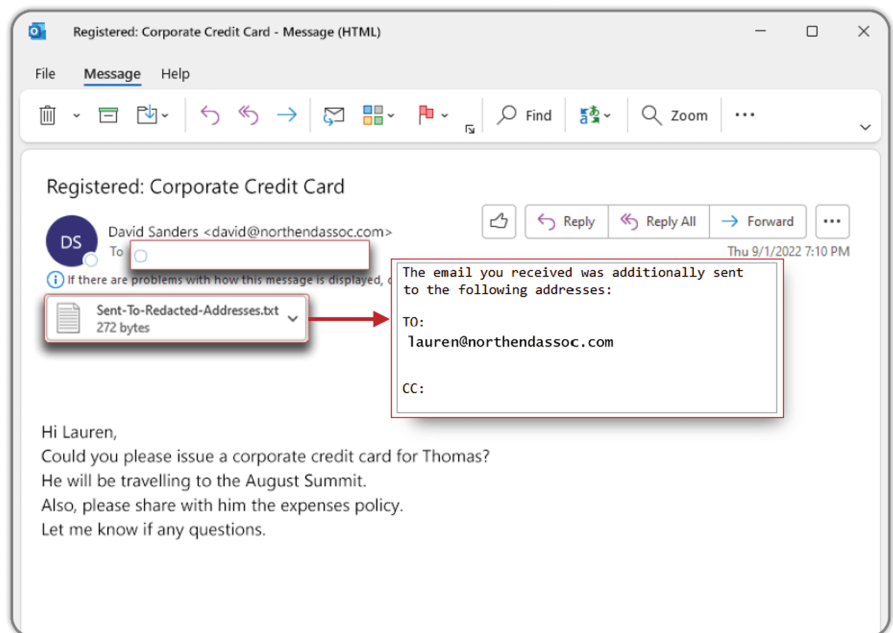 Registered: Corporate Credit Card - Message (HTML)
File Message Help
Find Zoom
Registered: Corporate Credit Card
DS
David Sanders <david@northendassoc.com>
To
Reply Reply All Forward
Thu 9/1/2022 7:10 PM
If there are problems with how this message is displayed,
Sent-To-Redacted-Addresses.txt
272 bytes
The email you received was additionally sent
to the following addresses:
TO:
lauren@northendassoc.com
CC:
Hi Lauren,
Could you please issue a corporate credit card for Thomas?
He will be travelling to the August Summit.
Also, please share with him the expenses policy.
Let me know if any questions.